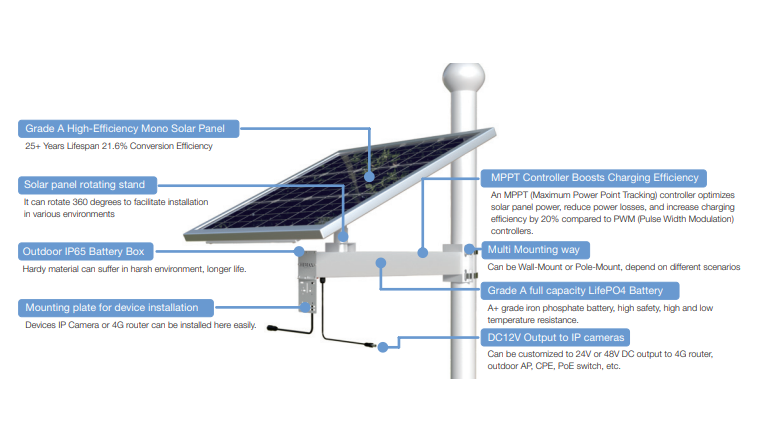 Grade A High-Efficiency Mono Solar Panel
25+ Years Lifespan 21.6% Conversion Efficiency
Solar panel rotating stand
It can rotate 360 degrees to facilitate installation
in various environments
Outdoor IP65 Battery Box
Hardy material can suffer in harsh environment, longer life.
Mounting plate for device installation
Devices IP Camera or 4G router can be installed here easily.
MPPT Controller Boosts Charging Efficiency
An MPPT (Maximum Power Point Tracking) controller optimizes
solar panel power, reduce power losses, and increase charging
efficiency by 20% compared to PWM (Pulse Width Modulation)
controllers.
Multi Mounting way
Can be Wall-Mount or Pole-Mount, depend on different scenarios
Grade A full capacity LifePO4 Battery
A+ grade iron phosphate battery, high safety, high and low
temperature resistance.
DC12V Output to IP cameras
Can be customized to 24V or 48V DC output to 4G router,
outdoor AP, CPE, PoE switch, etc.